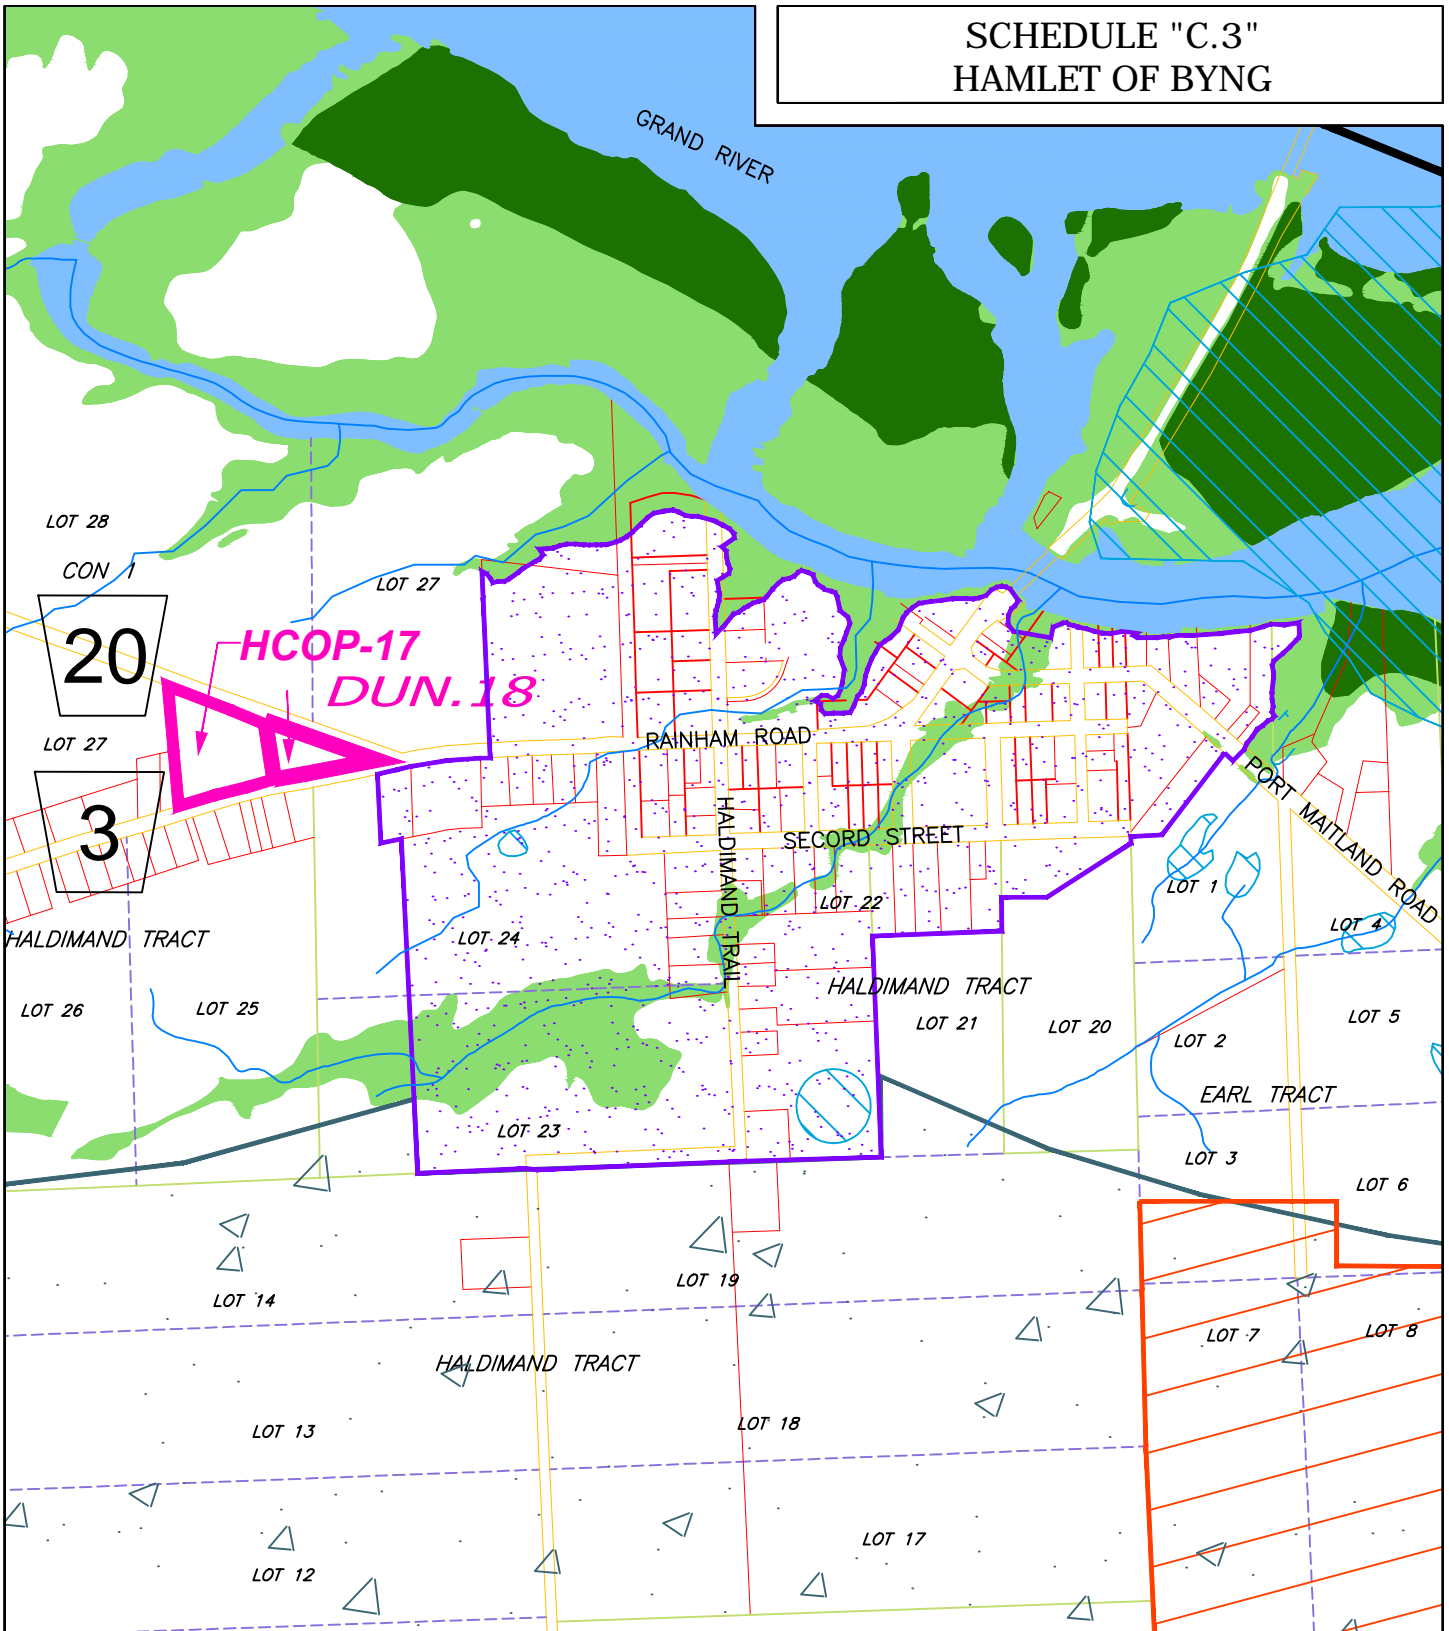 SCHEDULE "C.3"
HAMLET OF BYNG
GRAND RIVER
LOT 28
CON 1
LOT 27
20
HCOP-17
DUN.18
LOT 27
RAINHAM ROAD
3
HALDIMAND TRAIL
SECORD STREET
PORT MAITLAND ROAD
LOT 1
LOT 22
LOT 4
HALDIMAND TRACT
LOT 24
HALDIMAND TRACT
LOT 26
LOT 25
LOT 21
LOT 20
LOT 2
LOT 5
EARL TRACT
LOT 23
LOT 3
LOT 6
LOT 19
LOT 14
LOT 7
LOT 8
HALDIMAND TRACT
LOT 13
LOT 18
LOT 17
LOT 12